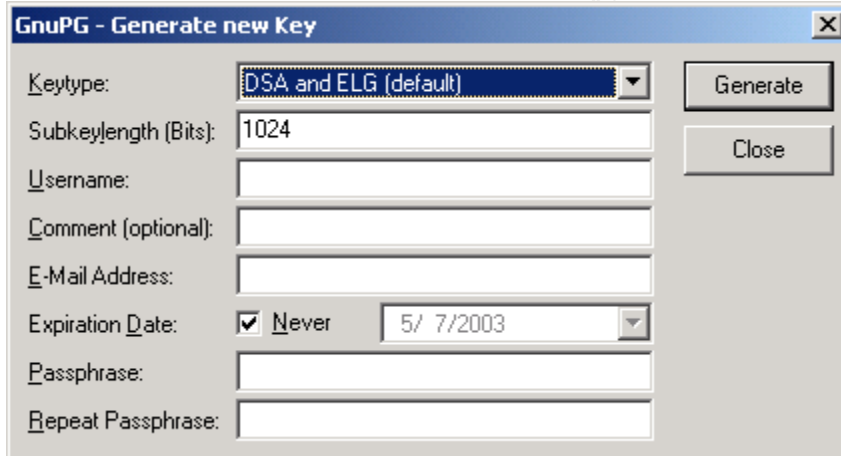 GnuPG - Generate new Key
Keytype: DSA and ELG (default) Generate
Subkeylength (Bits): 1024
Close
Username:
Comment (optional):
E-Mail Address:
Expiration Date: Never 5/ 7/2003
Passphrase:
Repeat Passphrase: